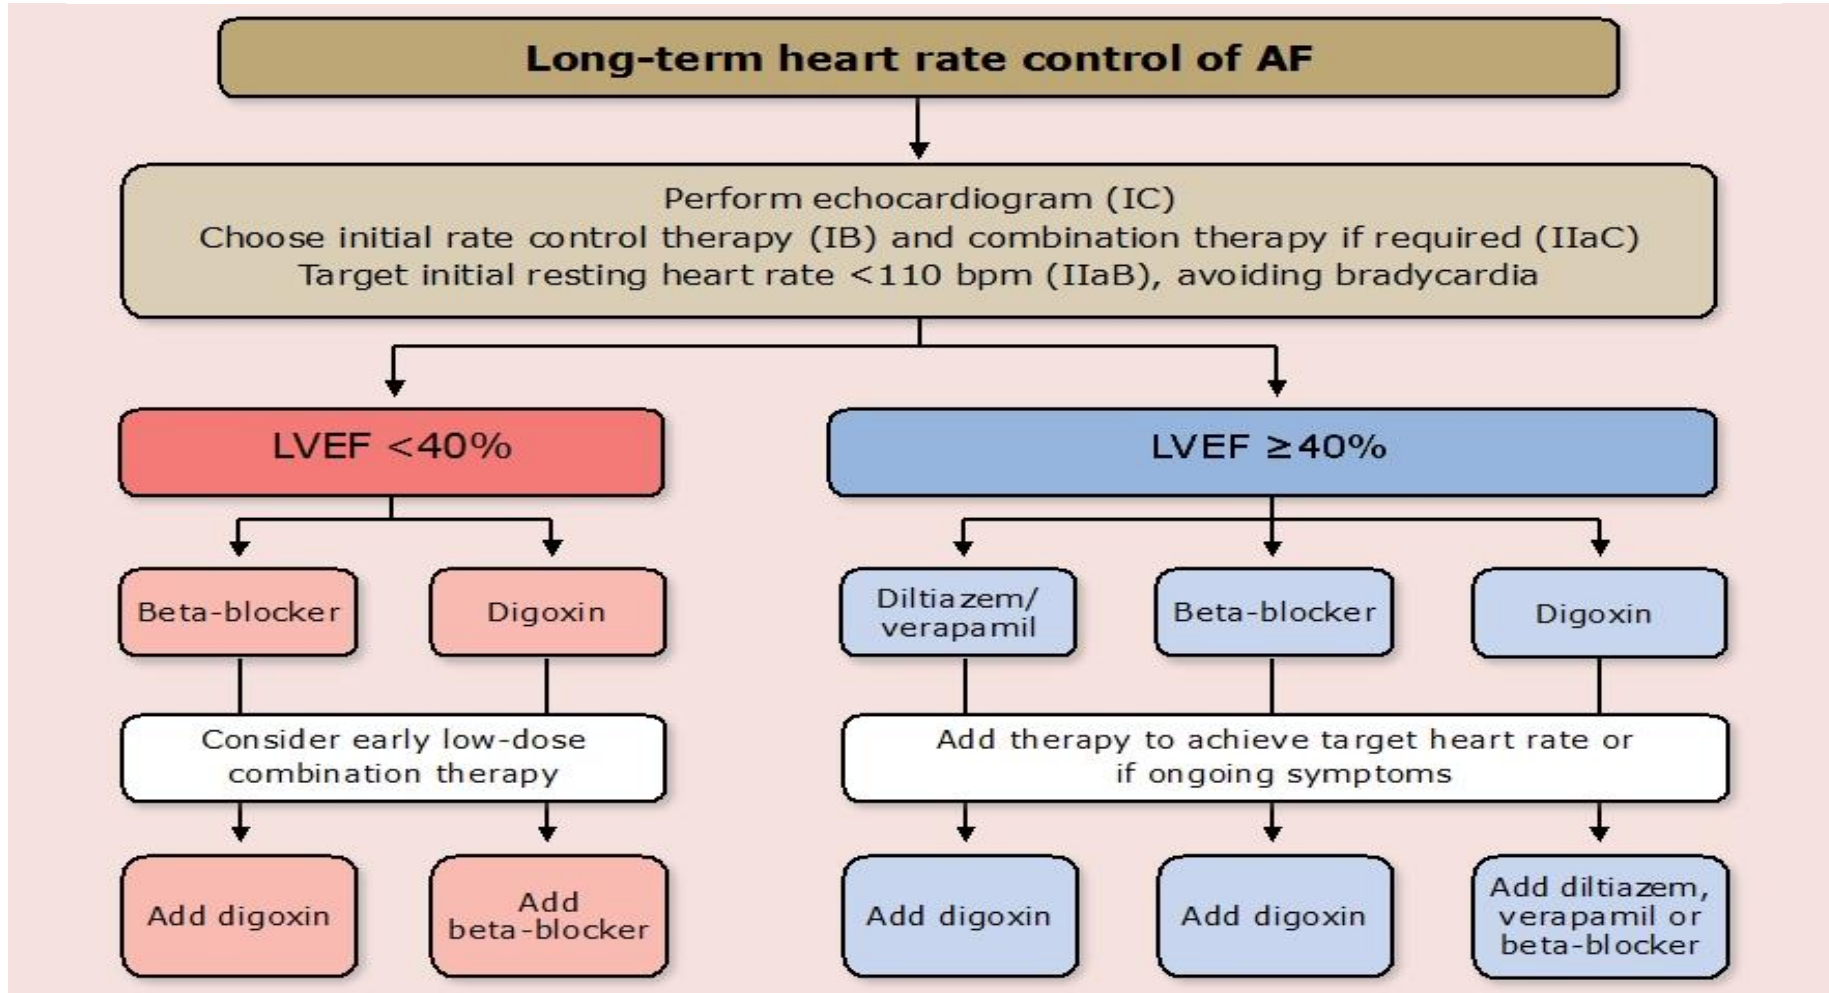 Long-term heart rate control of AF
Perform echocardiogram (IC)
Choose initial rate control therapy (IB) and combination therapy if required (IIaC)
Target initial resting heart rate <110 bpm (IIaB), avoiding bradycardia
LVEF <40%
LVEF ≥40%
Beta-blocker
Digoxin
Diltiazem/
verapamil
Beta-blocker
Digoxin
Consider early low-dose
combination therapy
Add therapy to achieve target heart rate or
if ongoing symptoms
Add digoxin
Add
beta-blocker
Add digoxin
Add digoxin
Add diltiazem,
verapamil or
beta-blocker